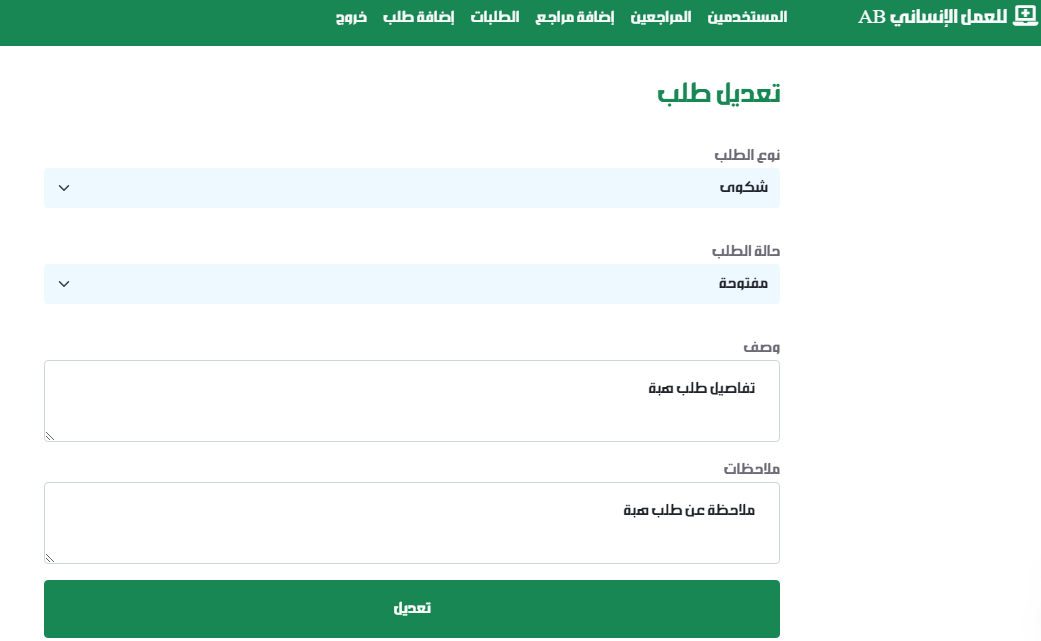 AB للعمل الإنساني
المستخدمين المراجعين إضافة مراجع الطلبات إضافة طلب خروج
تعديل طلب
نوع الطلب
شكوى
حالة الطلب
مفتوحة
وصف
تفاصيل طلب هبة
ملاحظات
ملاحظة عن طلب هبة
تعديل